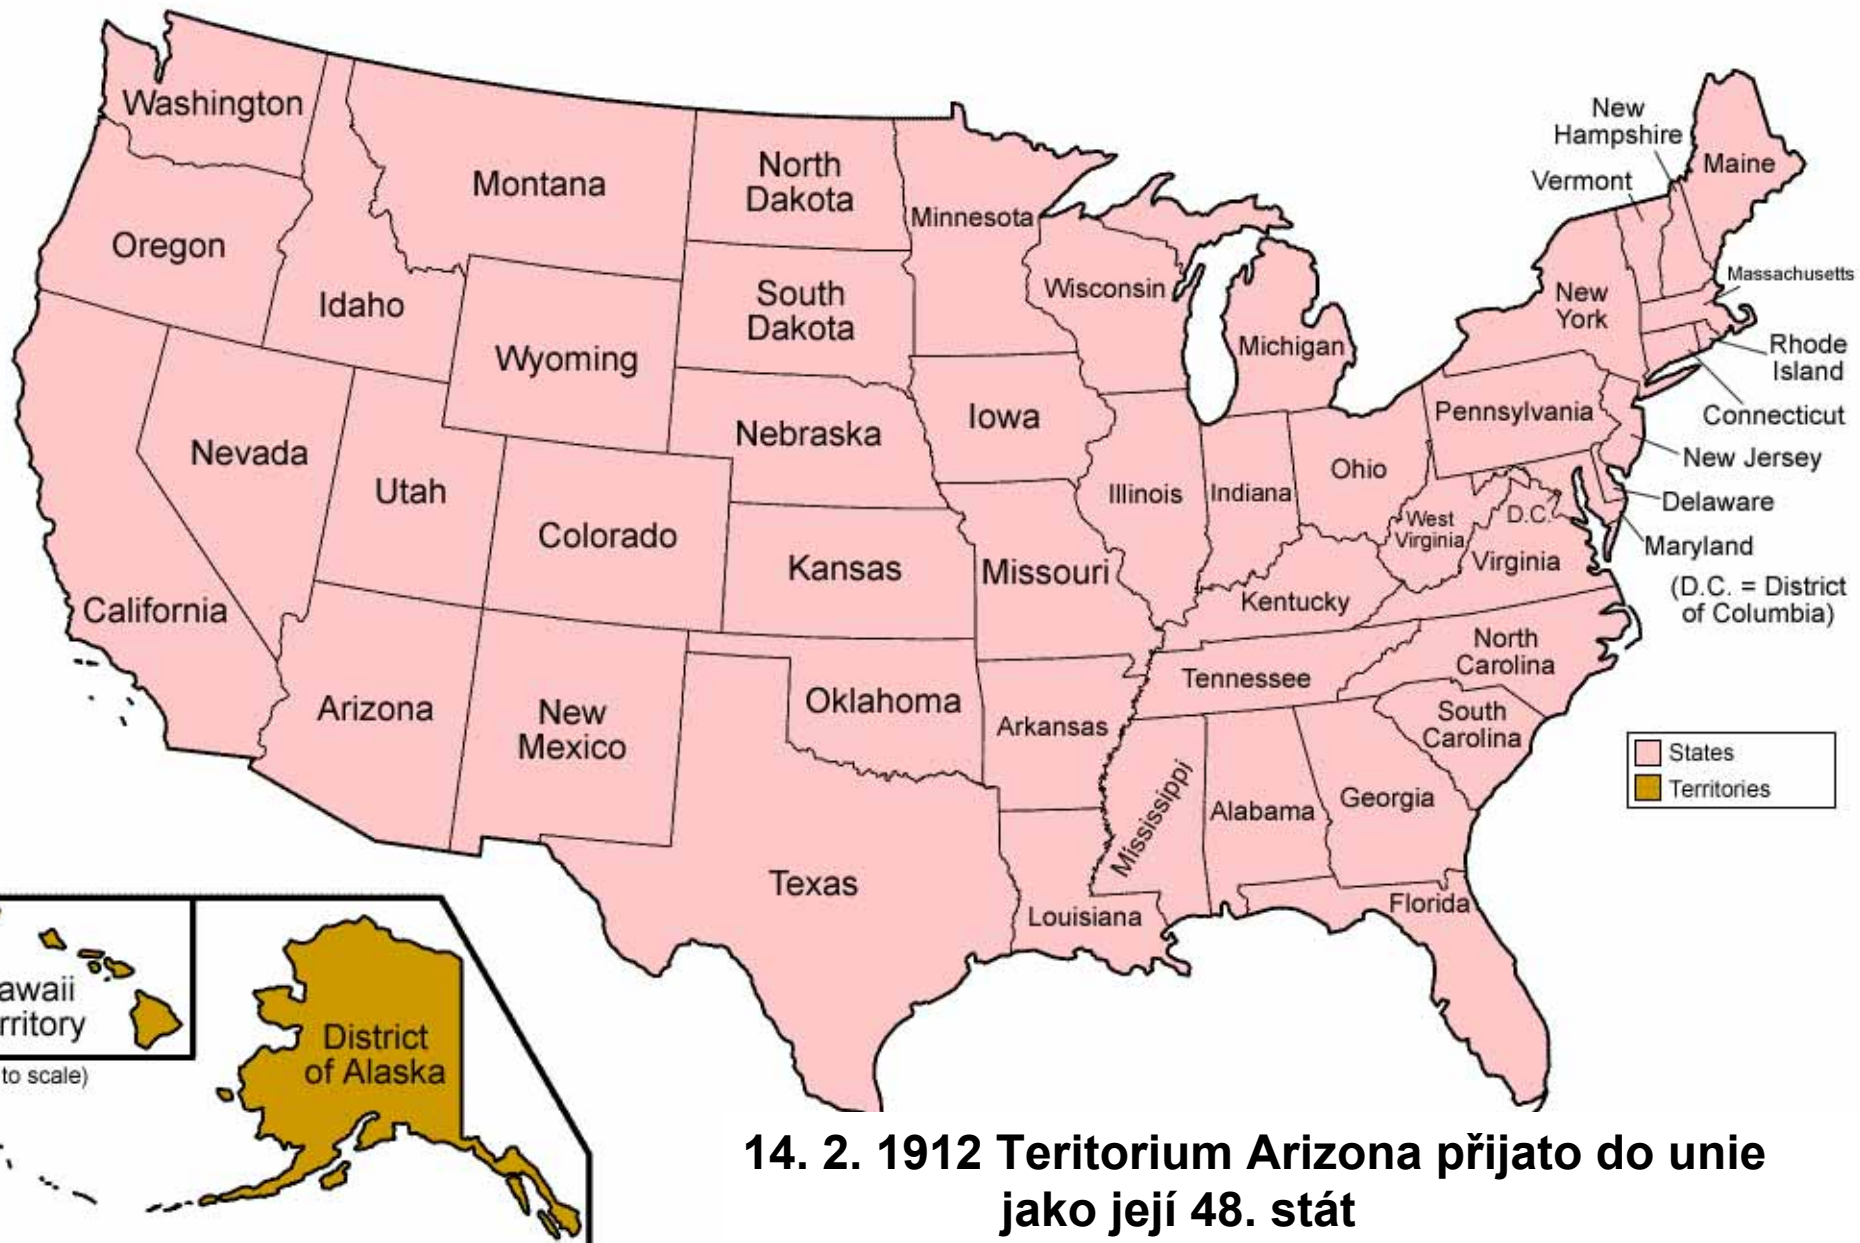 Washington
Montana
North
Dakota
Minnesota
New
Hampshire
Maine
Vermont
Oregon
Idaho
Wyoming
South
Dakota
Wisconsin
Michigan
New
York
Massachusetts
Rhode
Island
Connecticut
Nevada
Utah
Colorado
Nebraska
Iowa
Illinois
Indiana
Ohio
Pennsylvania
New Jersey
Delaware
Maryland
(D.C. = District
of Columbia)
West
Virginia
D.C.
Virginia
California
Kansas
Missouri
Kentucky
Arizona
New
Mexico
Oklahoma
Arkansas
Tennessee
North
Carolina
South
Carolina
Mississippi
Alabama
Georgia
Texas
Louisiana
Florida
States
Territories
awaii
rritory
to scale)
District
of Alaska
14. 2. 1912 Teritorium Arizona přijato do unie
jako její 48. stát